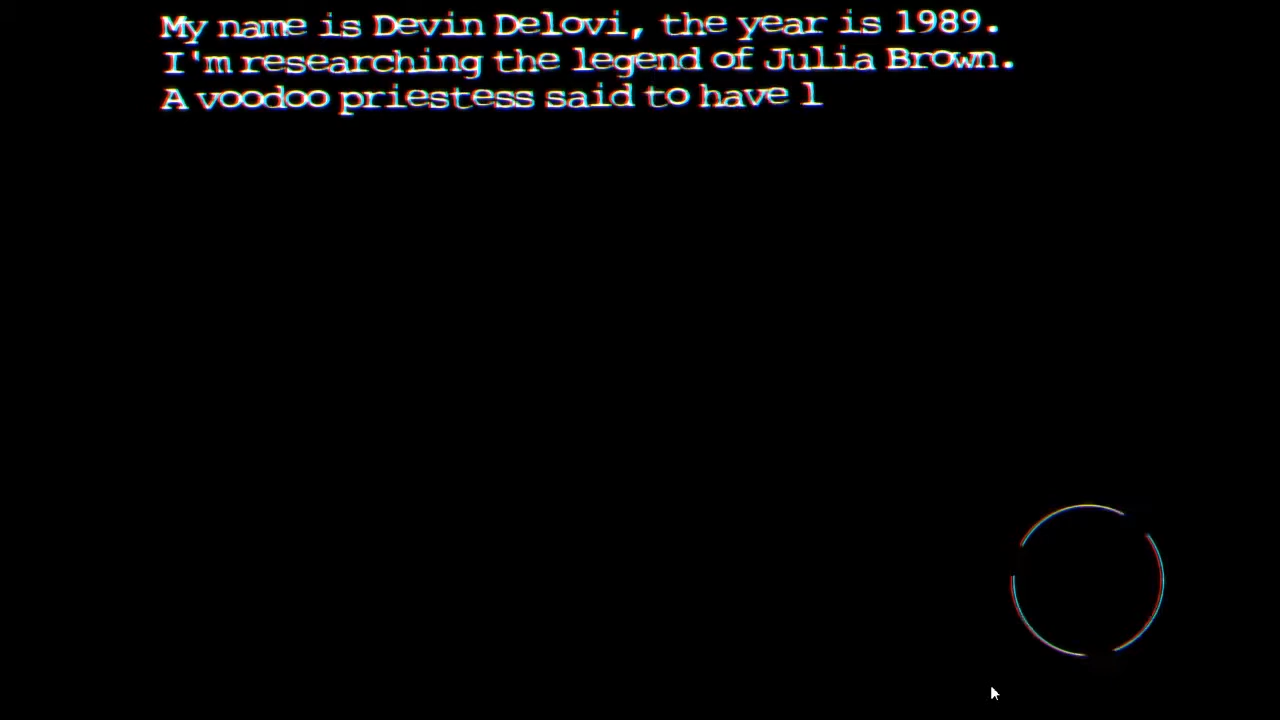 My name is Devin Delovi, the year is 1989.
I'm researching the legend of Julia Brown.
A voodoo priestess said to have l